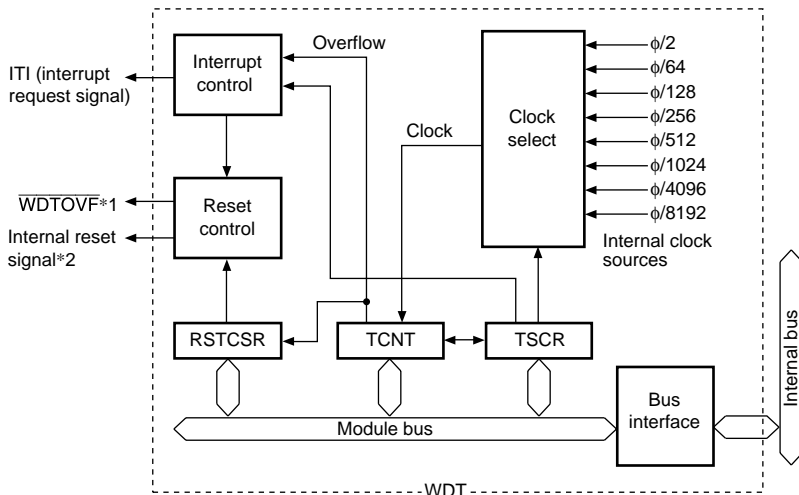 Overflow
Interrupt
control
ITI (interrupt
request signal)
Clock
Clock
select
ϕ/2
ϕ/64
ϕ/128
ϕ/256
ϕ/512
ϕ/1024
ϕ/4096
ϕ/8192
Internal clock
sources
WDTOVF*1
Internal reset
signal*2
Reset
control
RSTCSR
TCNT
TSCR
Module bus
Bus
interface
Internal bus
WDT